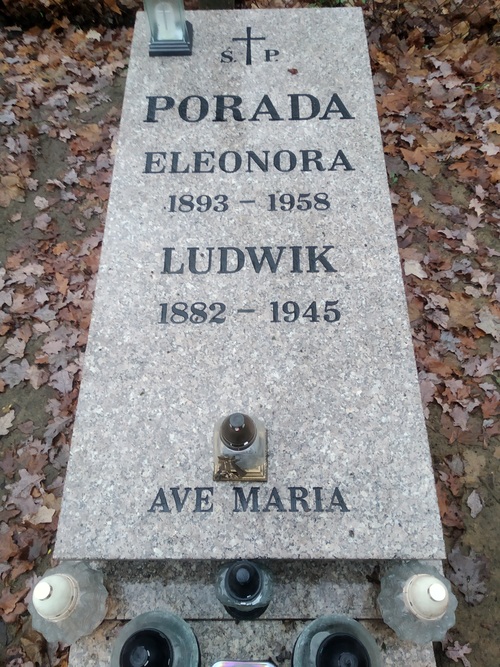 Ś P.
PORADA
ELEONORA
1893 – 1958
LUDWIK
1882 – 1945
AVE MARIA